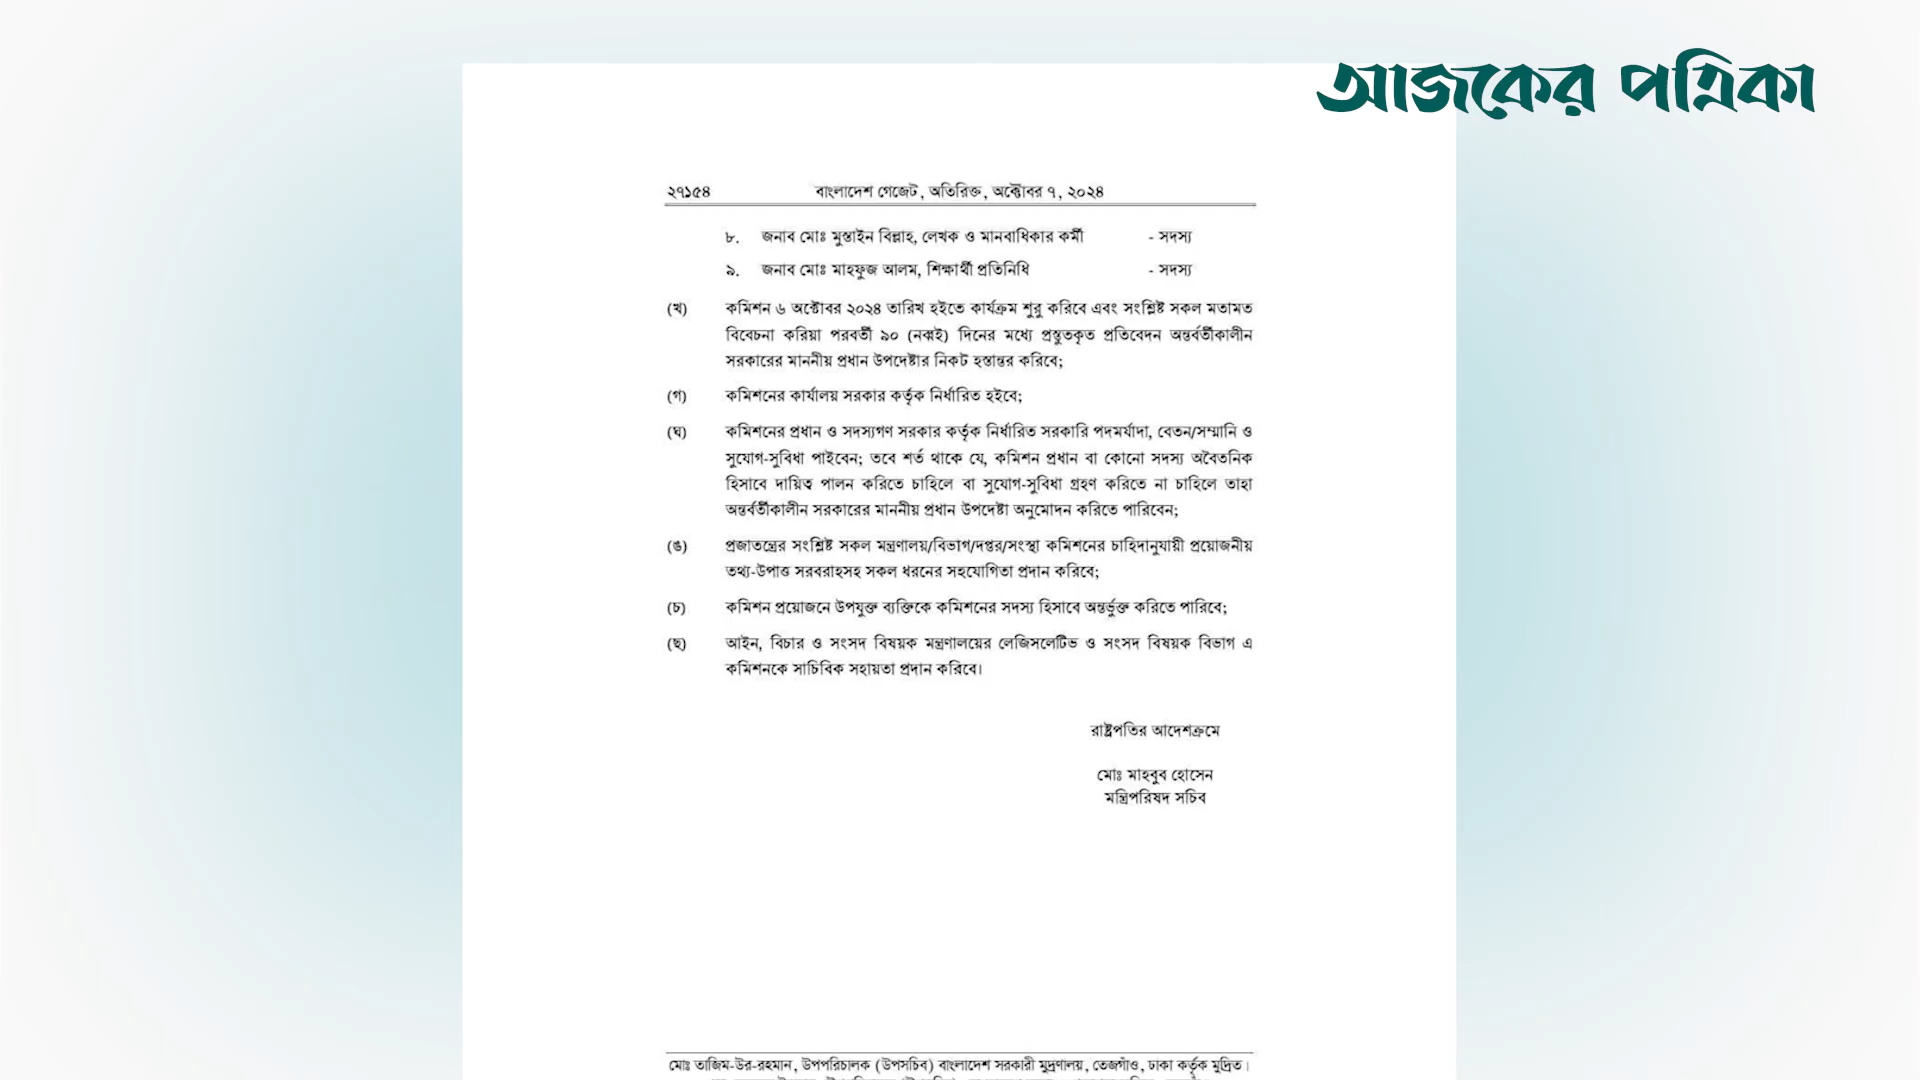 আজকের পত্রিকা
২৭১৫৪ বাংলাদেশ গেজেট, অতিরিক্ত, অক্টোবর ৭, ২০২৪
৮. জনাব মোঃ মুস্তাইন বিল্লাহ, লেখক ও মানবাধিকার কর্মী - সদস্য
৯. জনাব মোঃ মাহফুজ আলম, শিক্ষার্থী প্রতিনিধি - সদস্য
(খ) কমিশন ৬ অক্টোবর ২০২৪ তারিখ হইতে কার্যক্রম শুরু করিবে এবং সংশ্লিষ্ট সকল মতামত
বিবেচনা করিয়া পরবর্তী ৯০ (নব্বই) দিনের মধ্যে প্রস্তুতকৃত প্রতিবেদন অন্তর্বর্তীকালীন
সরকারের মাননীয় প্রধান উপদেষ্টার নিকট হস্তান্তর করিবে;
(গ) কমিশনের কার্যালয় সরকার কর্তৃক নির্ধারিত হইবে;
(ঘ) কমিশনের প্রধান ও সদস্যগণ সরকার কর্তৃক নির্ধারিত সরকারি পদমর্যাদা, বেতন/সম্মানি ও
সুযোগ-সুবিধা পাইবেন; তবে শর্ত থাকে যে, কমিশন প্রধান বা কোনো সদস্য অবৈতনিক
হিসাবে দায়িত্ব পালন করিতে চাহিলে বা সুযোগ-সুবিধা গ্রহণ করিতে না চাহিলে তাহা
অন্তর্বর্তীকালীন সরকারের মাননীয় প্রধান উপদেষ্টা অনুমোদন করিতে পারিবেন;
(ঙ) প্রজাতন্ত্রের সংশ্লিষ্ট সকল মন্ত্রণালয়/বিভাগ/দপ্তর/সংস্থা কমিশনের চাহিদানুযায়ী প্রয়োজনীয়
তথ্য-উপাত্ত সরবরাহসহ সকল ধরনের সহযোগিতা প্রদান করিবে;
(চ) কমিশন প্রয়োজনে উপযুক্ত ব্যক্তিকে কমিশনের সদস্য হিসাবে অন্তর্ভুক্ত করিতে পারিবে;
(ছ) আইন, বিচার ও সংসদ বিষয়ক মন্ত্রণালয়ের লেজিসলেটিভ ও সংসদ বিষয়ক বিভাগ এ
কমিশনকে সাচিবিক সহায়তা প্রদান করিবে।
রাষ্ট্রপতির আদেশক্রমে
মোঃ মাহবুব হোসেন
মন্ত্রিপরিষদ সচিব
মোঃ তাজিম-উর-রহমান, উপপরিচালক (উপসচিব) বাংলাদেশ সরকারী মুদ্রণালয়, তেজগাঁও, ঢাকা কর্তৃক মুদ্রিত।